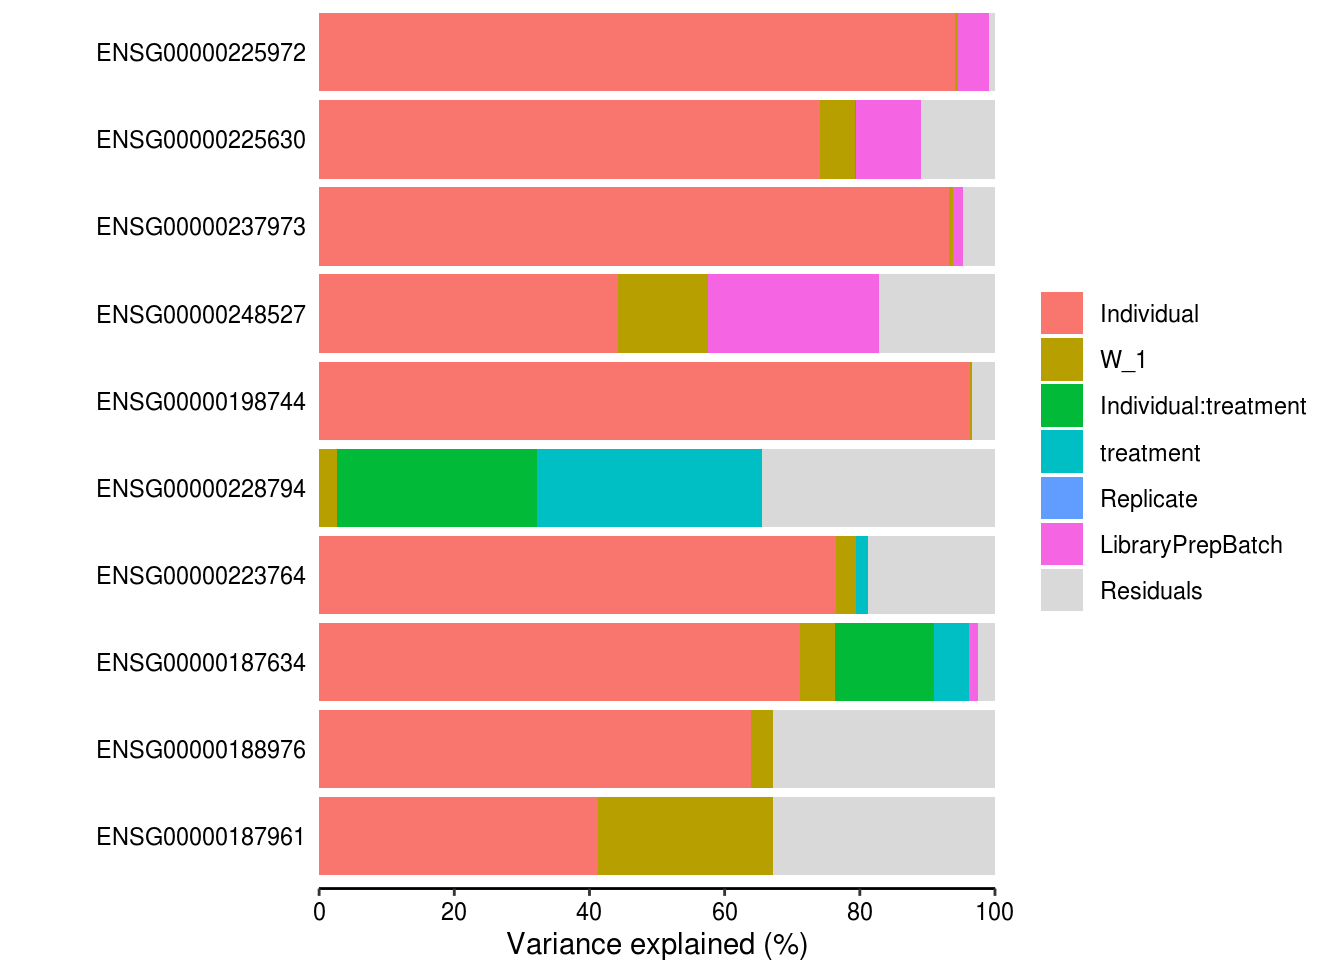 ENSG00000225972
ENSG00000225630
ENSG00000237973
ENSG00000248527
ENSG00000198744
ENSG00000228794
ENSG00000223764
ENSG00000187634
ENSG00000188976
ENSG00000187961
0 20 40 60 80 100
Variance explained (%)
Individual
W_1
Individual:treatment
treatment
Replicate
LibraryPrepBatch
Residuals